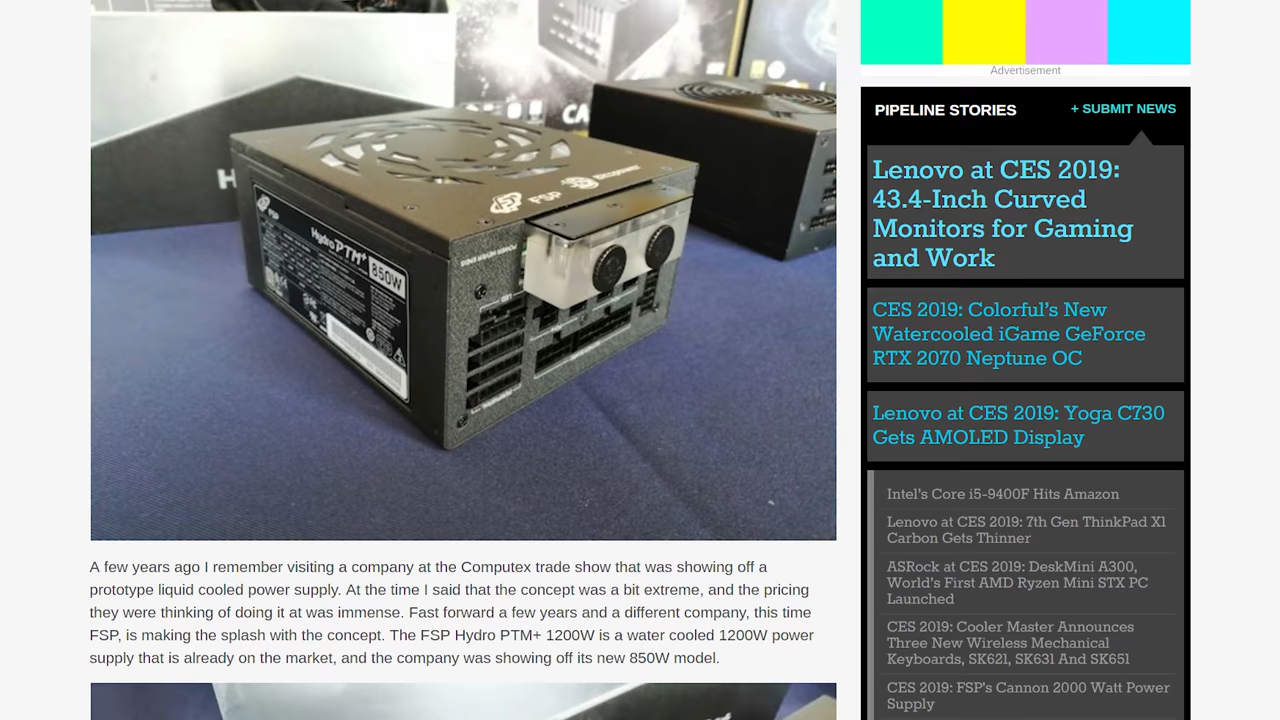 CA
H
FSP
Bitspower
FSP
Hydro PTM+
850W
A few years ago I remember visiting a company at the Computex trade show that was showing off a
prototype liquid cooled power supply. At the time I said that the concept was a bit extreme, and the pricing
they were thinking of doing it at was immense. Fast forward a few years and a different company, this time
FSP, is making the splash with the concept. The FSP Hydro PTM+ 1200W is a water cooled 1200W power
supply that is already on the market, and the company was showing off its new 850W model.
Advertisement
PIPELINE STORIES
+ SUBMIT NEWS
Lenovo at CES 2019:
43.4-Inch Curved
Monitors for Gaming
and Work
CES 2019: Colorful's New
Watercooled iGame GeForce
RTX 2070 Neptune OC
Lenovo at CES 2019: Yoga C730
Gets AMOLED Display
Intel's Core i5-9400F Hits Amazon
Lenovo at CES 2019: 7th Gen ThinkPad X1
Carbon Gets Thinner
ASRock at CES 2019: DeskMini A300,
World's First AMD Ryzen Mini STX PC
Launched
CES 2019: Cooler Master Announces
Three New Wireless Mechanical
Keyboards, SK621, SK631 And SK651
CES 2019: FSP's Cannon 2000 Watt Power
Supply